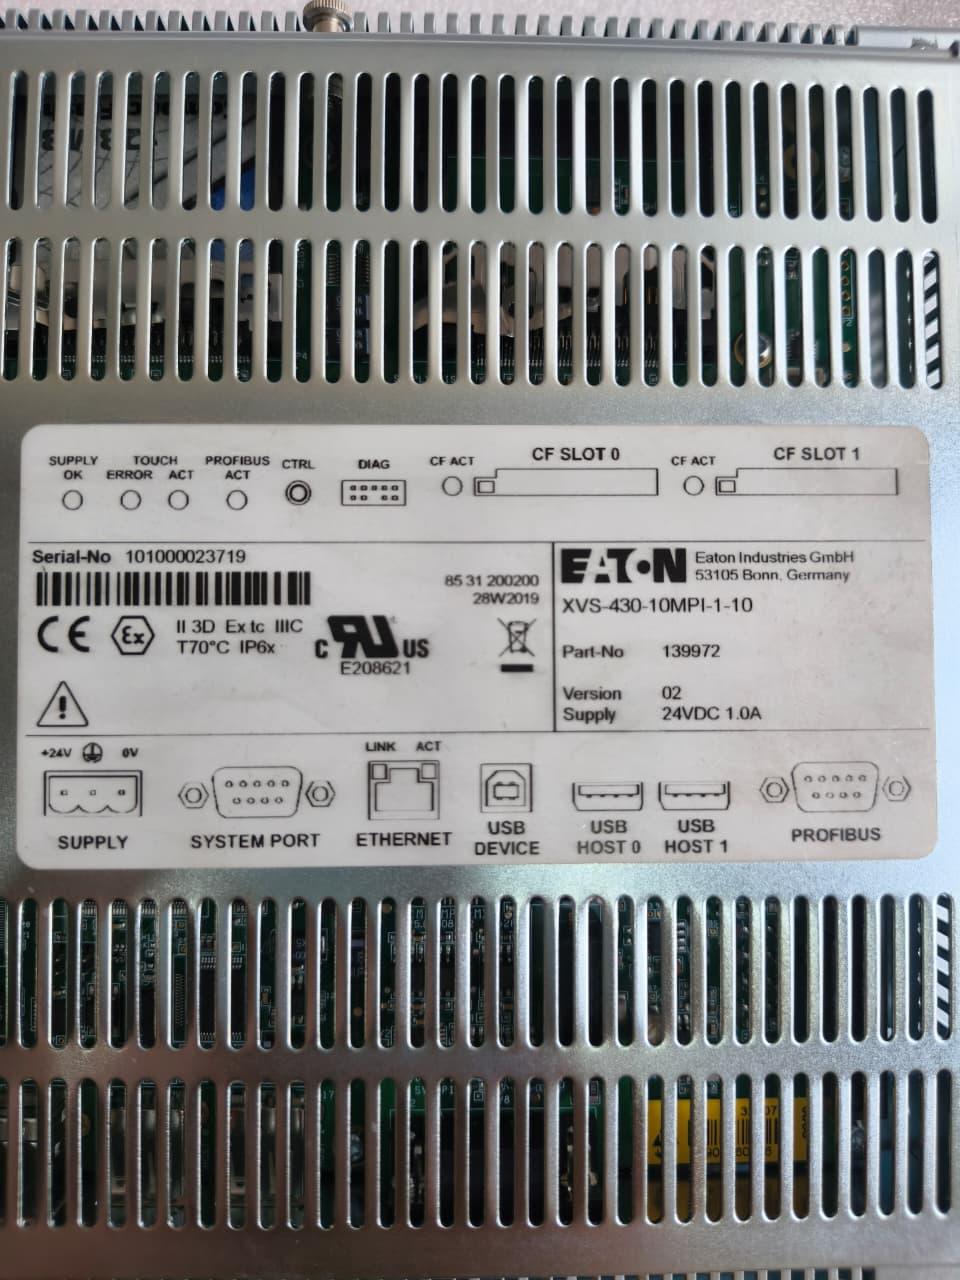 SUPPLY OK
TOUCH
ERROR ACT
PROFIBUS ACT
CTRL
DIAG
CF ACT
CF SLOT 0
CF ACT
CF SLOT 1
Serial-No 101000023719
85 31 200200
28W2019
CE Ex II 3D Ex tc IIIC
T70°C IP6x
C RU US
E208621
EATON
Eaton Industries GmbH
53105 Bonn, Germany
XVS-430-10MPI-1-10
Part-No 139972
Version 02
Supply 24VDC 1.0A
+24V 0V
LINK ACT
SUPPLY
SYSTEM PORT
ETHERNET
USB DEVICE
USB HOST 0
USB HOST 1
PROFIBUS